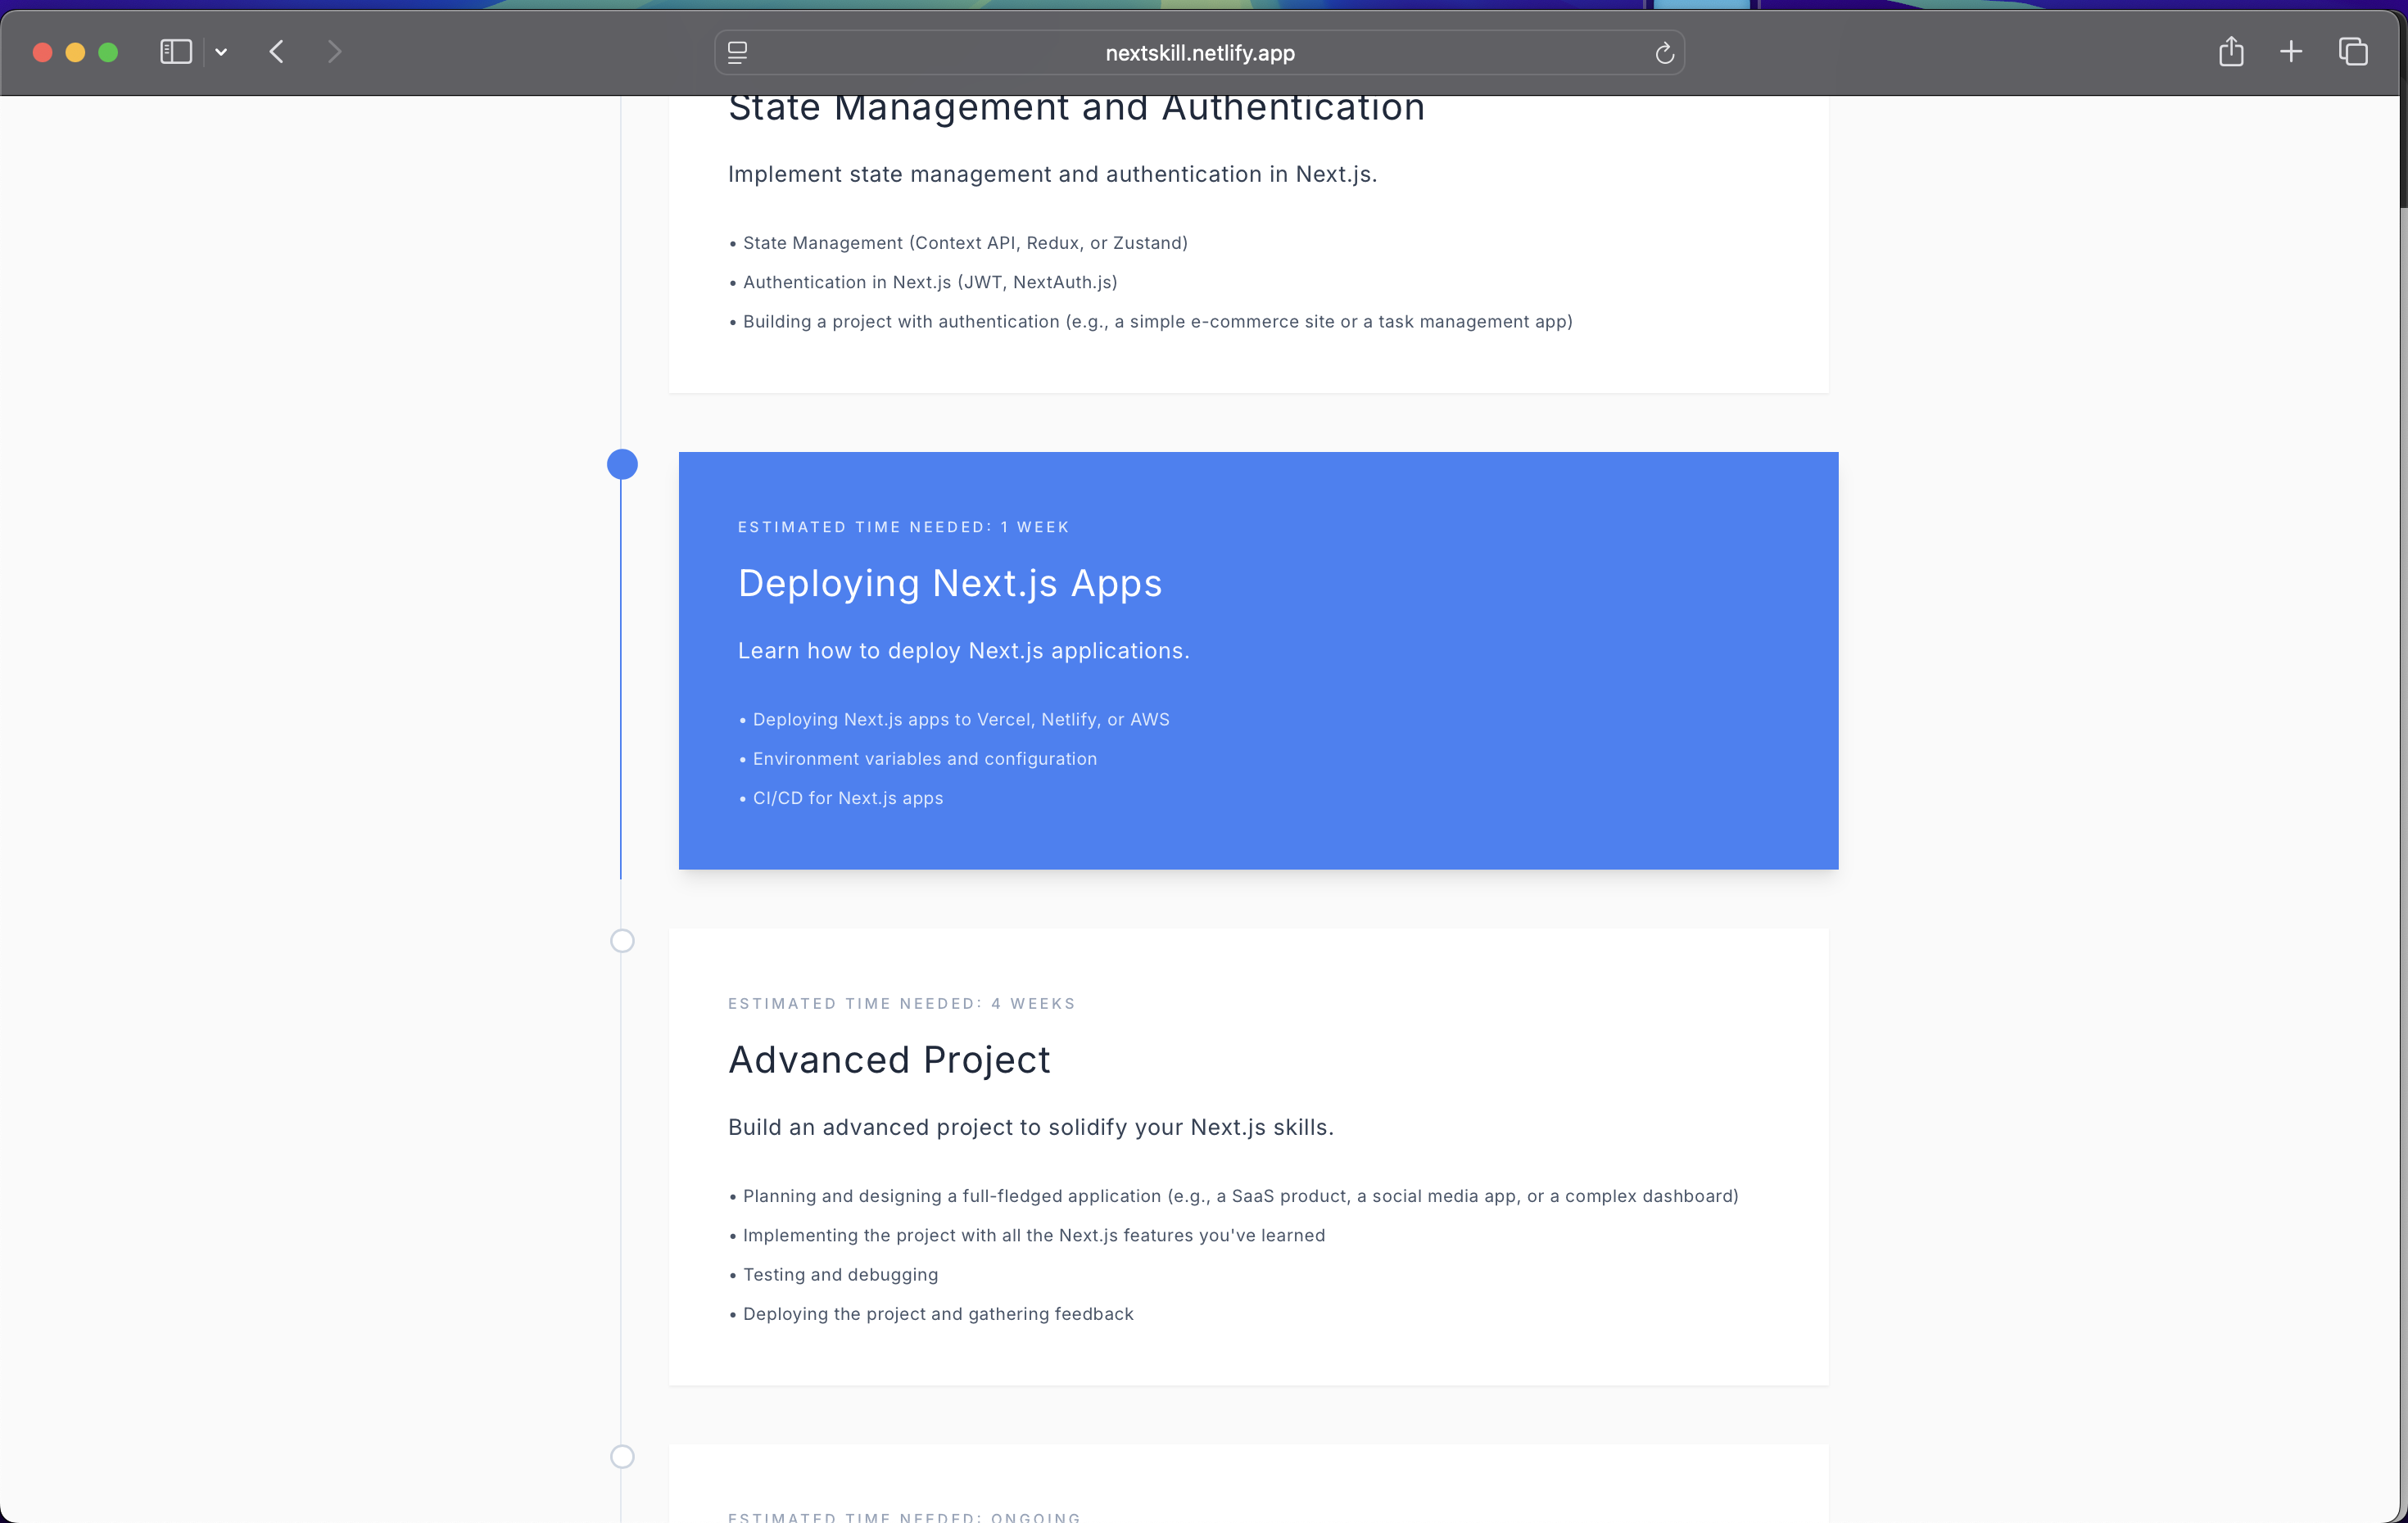 nextskill.netlify.app
State Management and Authentication
Implement state management and authentication in Next.js.
• State Management (Context API, Redux, or Zustand)
• Authentication in Next.js (JWT, NextAuth.js)
• Building a project with authentication (e.g., a simple e-commerce site or a task management app)
ESTIMATED TIME NEEDED: 1 WEEK
Deploying Next.js Apps
Learn how to deploy Next.js applications.
• Deploying Next.js apps to Vercel, Netlify, or AWS
• Environment variables and configuration
• CI/CD for Next.js apps
ESTIMATED TIME NEEDED: 4 WEEKS
Advanced Project
Build an advanced project to solidify your Next.js skills.
• Planning and designing a full-fledged application (e.g., a SaaS product, a social media app, or a complex dashboard)
• Implementing the project with all the Next.js features you've learned
• Testing and debugging
• Deploying the project and gathering feedback
ESTIMATED TIME NEEDED: ONGOING